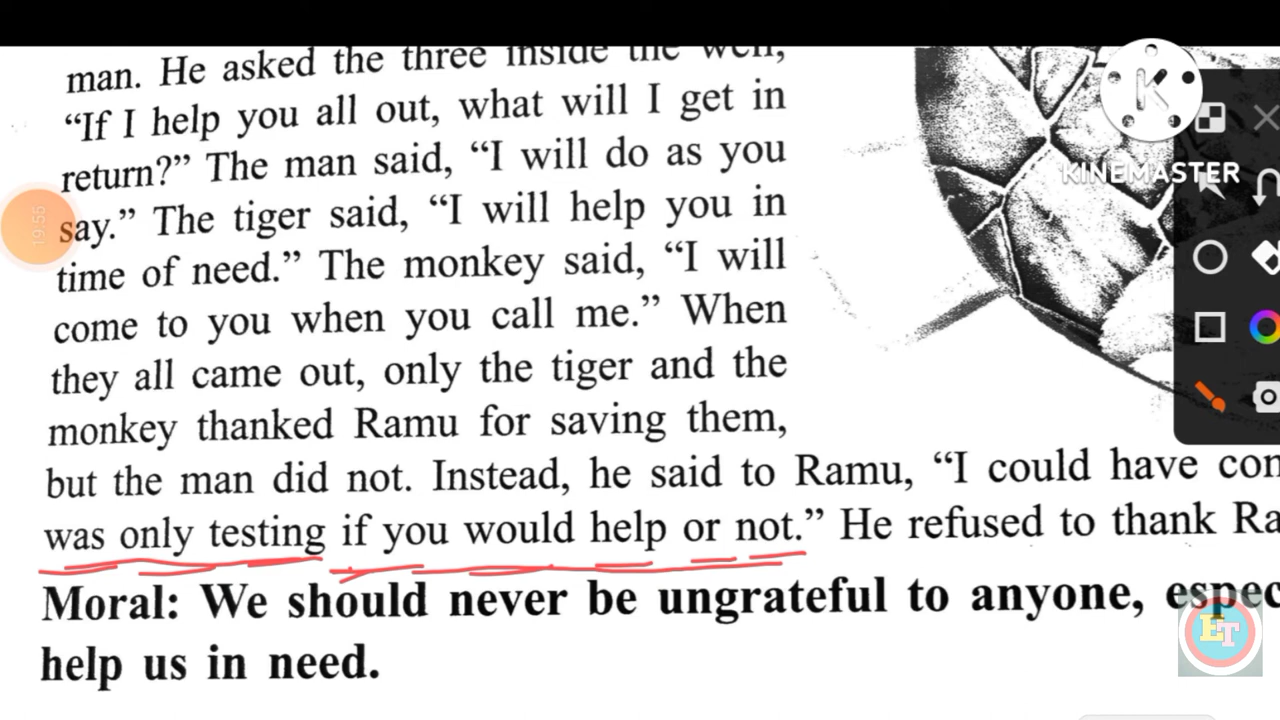 man. He asked the three inside the well,
“If I help you all out, what will I get in
return?” The man said, “I will do as you
say.” The tiger said, “I will help you in
time of need.” The monkey said, “I will
come to you when you call me.” When
they all came out, only the tiger and the
monkey thanked Ramu for saving them,
but the man did not. Instead, he said to Ramu, “I could have
was only testing if you would help or not.” He refused to thank
Moral: We should never be ungrateful to anyone,
help us in need.
19:55
K
KINEMASTER
ET